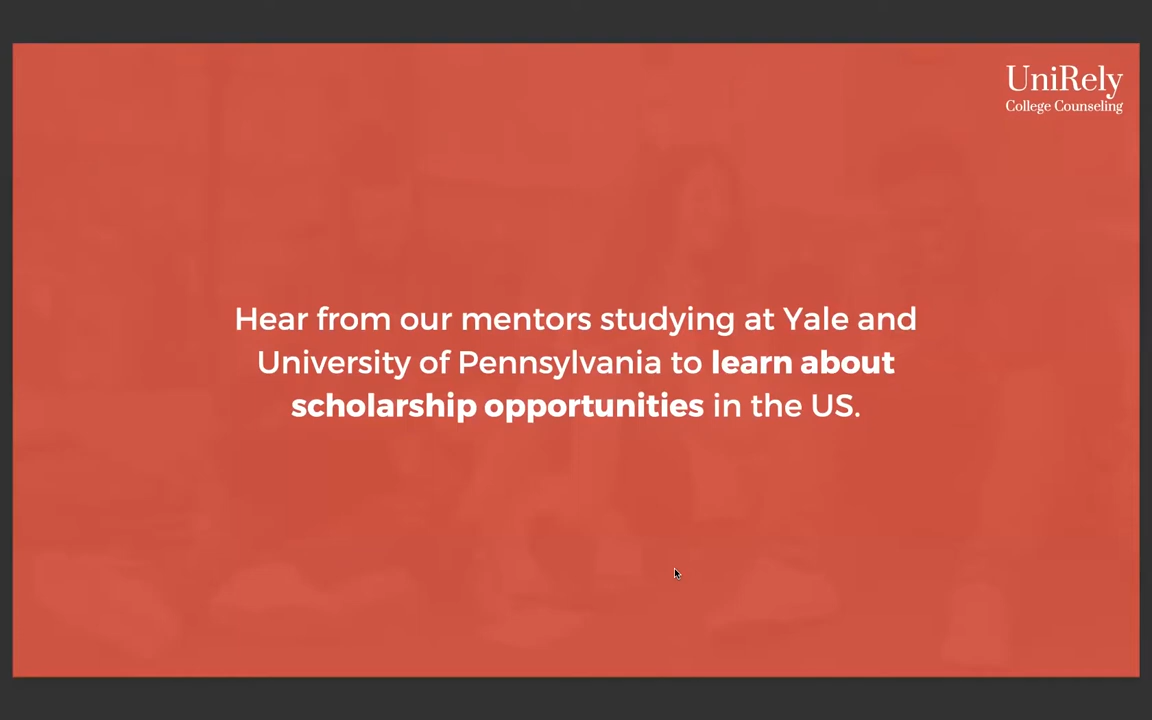 UniRely
College Counseling
Hear from our mentors studying at Yale and
University of Pennsylvania to learn about
scholarship opportunities in the US.